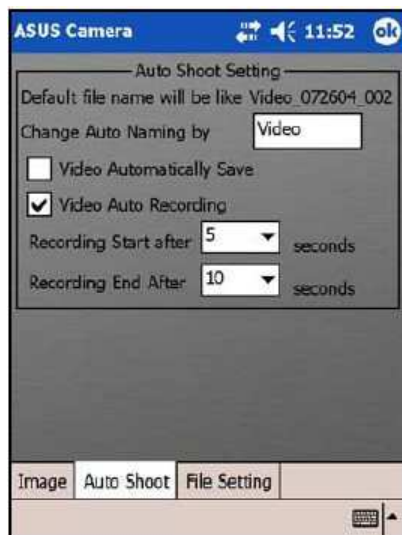 ASUS Camera 11:52 ok
Auto Shoot Setting
Default file name will be like Video_072604_002
Change Auto Naming by Video
Video Automatically Save
Video Auto Recording
Recording Start after 5 seconds
Recording End After 10 seconds
Image Auto Shoot File Setting